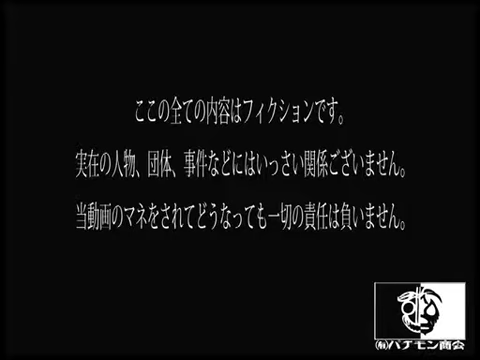 ここの全ての内容はフィクションです。
実在の人物、団体、事件などにはいっさい関係ございません。
当動画のマネをされてどうなっても一切の責任は負いません。
(有)バナモン商会